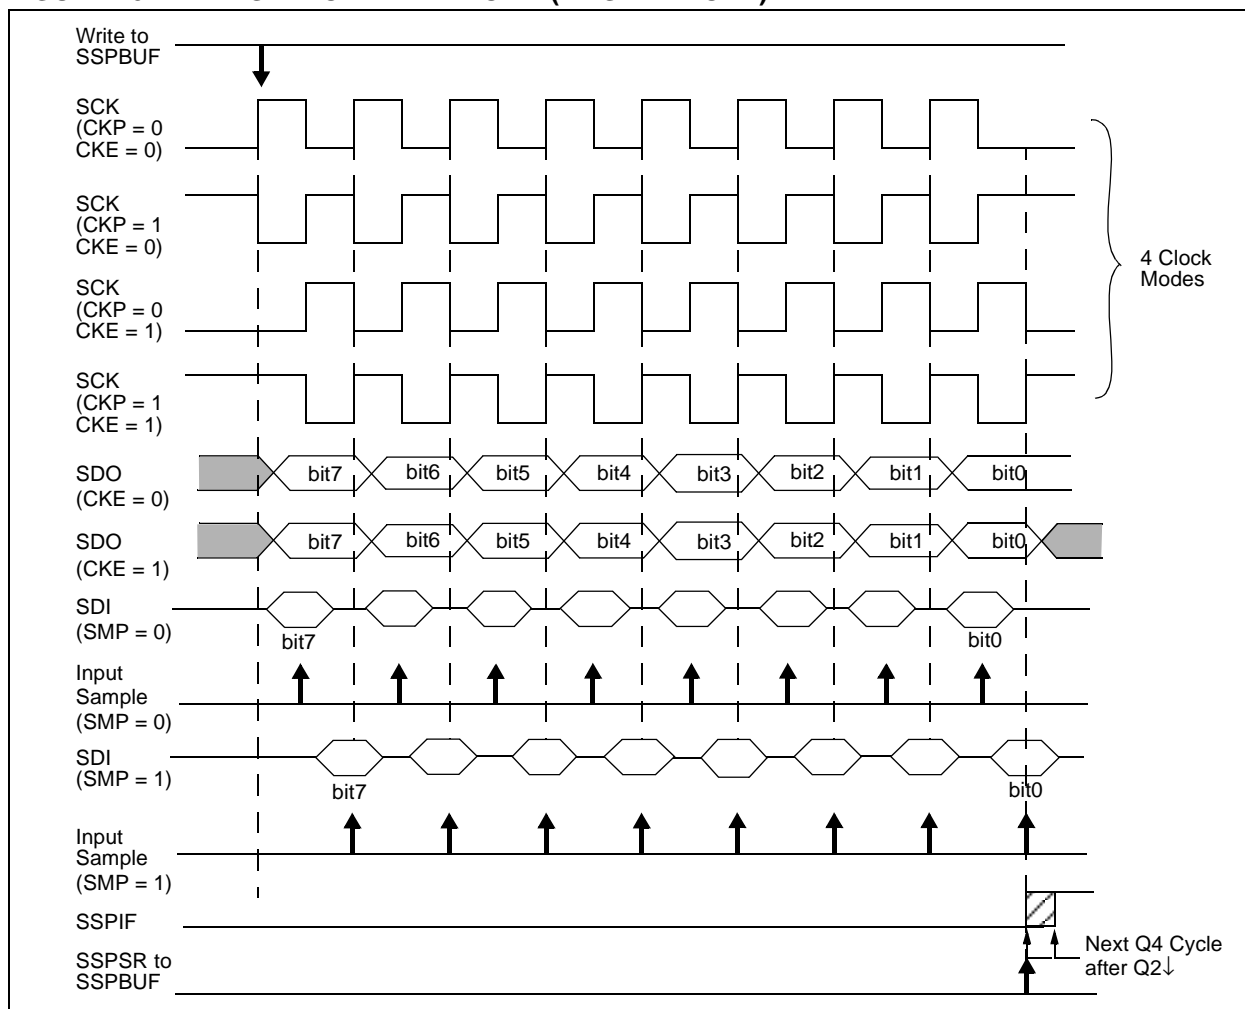 Write to
SSPBUF
SCK
(CKP = 0
CKE = 0)
SCK
(CKP = 1
CKE = 0)
4 Clock
Modes
SCK
(CKP = 0
CKE = 1)
SCK
(CKP = 1
CKE = 1)
SDO
(CKE = 0)
bit7 bit6 bit5 bit4 bit3 bit2 bit1 bit0
SDO
(CKE = 1)
bit7 bit6 bit5 bit4 bit3 bit2 bit1 bit0
SDI
(SMP = 0)
bit7 bit0
Input
Sample
(SMP = 0)
SDI
(SMP = 1)
bit7 bit0
Input
Sample
(SMP = 1)
SSPIF
Next Q4 Cycle
after Q2↓
SSPSR to
SSPBUF